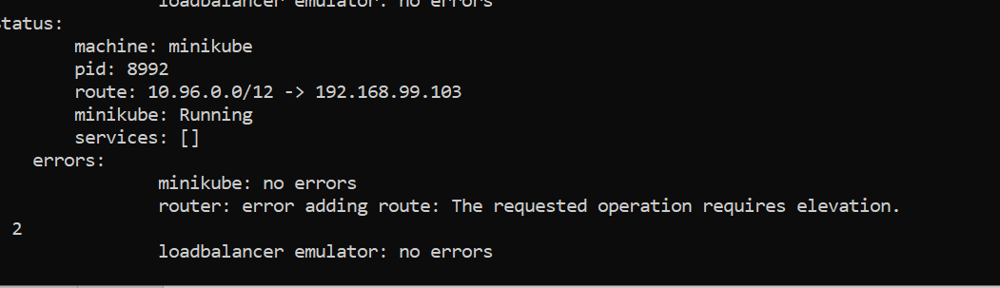 loadbalancer emulator: no errors
status:
machine: minikube
pid: 8992
route: 10.96.0.0/12 -> 192.168.99.103
minikube: Running
services: []
errors:
minikube: no errors
router: error adding route: The requested operation requires elevation.
2
loadbalancer emulator: no errors